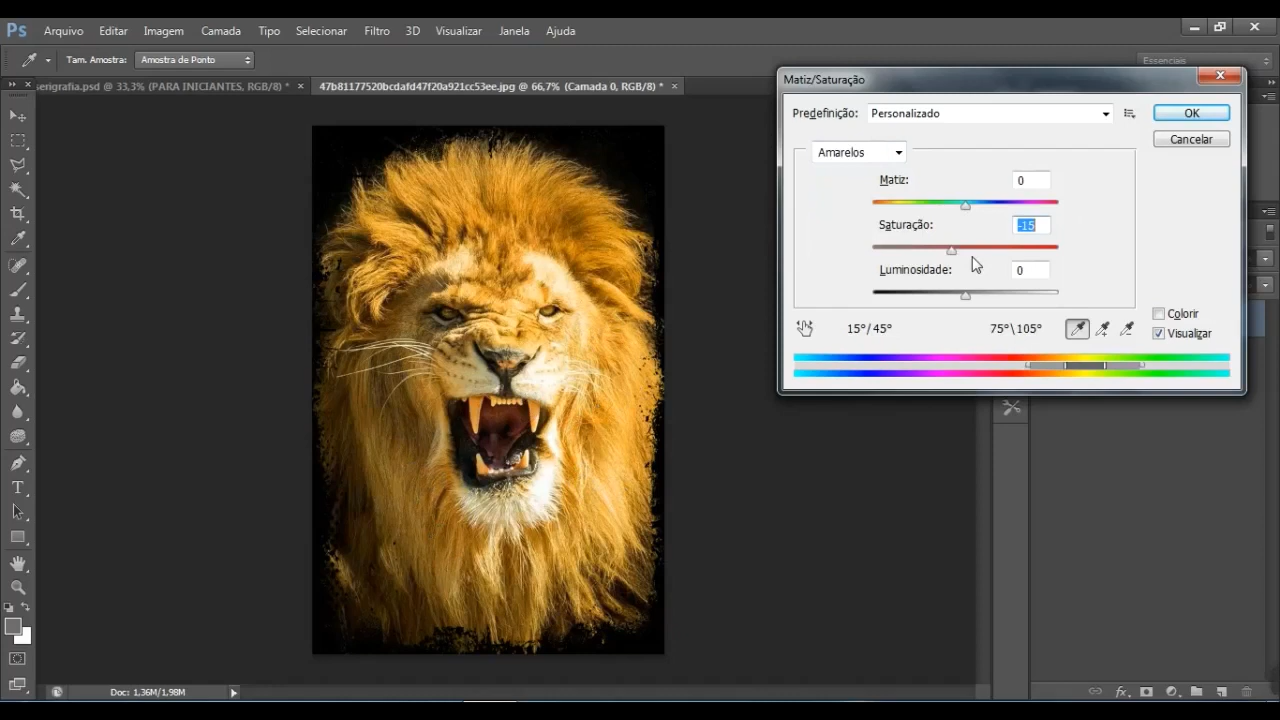 Ps Arquivo Editar Imagem Camada Tipo Selecionar Filtro 3D Visualizar Janela Ajuda
Tam. Amostra: Amostra de Ponto Essenciais
serigrafia.psd @ 33,3% (PARA INICIANTES, RGB/8) * × 47b81177520bcdafd47f20a921cc53ee.jpg @ 66,7% (Camada 0, RGB/8) * ×
Matiz/Saturação
Predefinição: Personalizado OK
Cancelar
Amarelos
Matiz: 0
Saturação: -15
Luminosidade: 0
Colorir
15°/45° 75°\105°
Visualizar
T
Doc: 1,36M/1,98M
fx